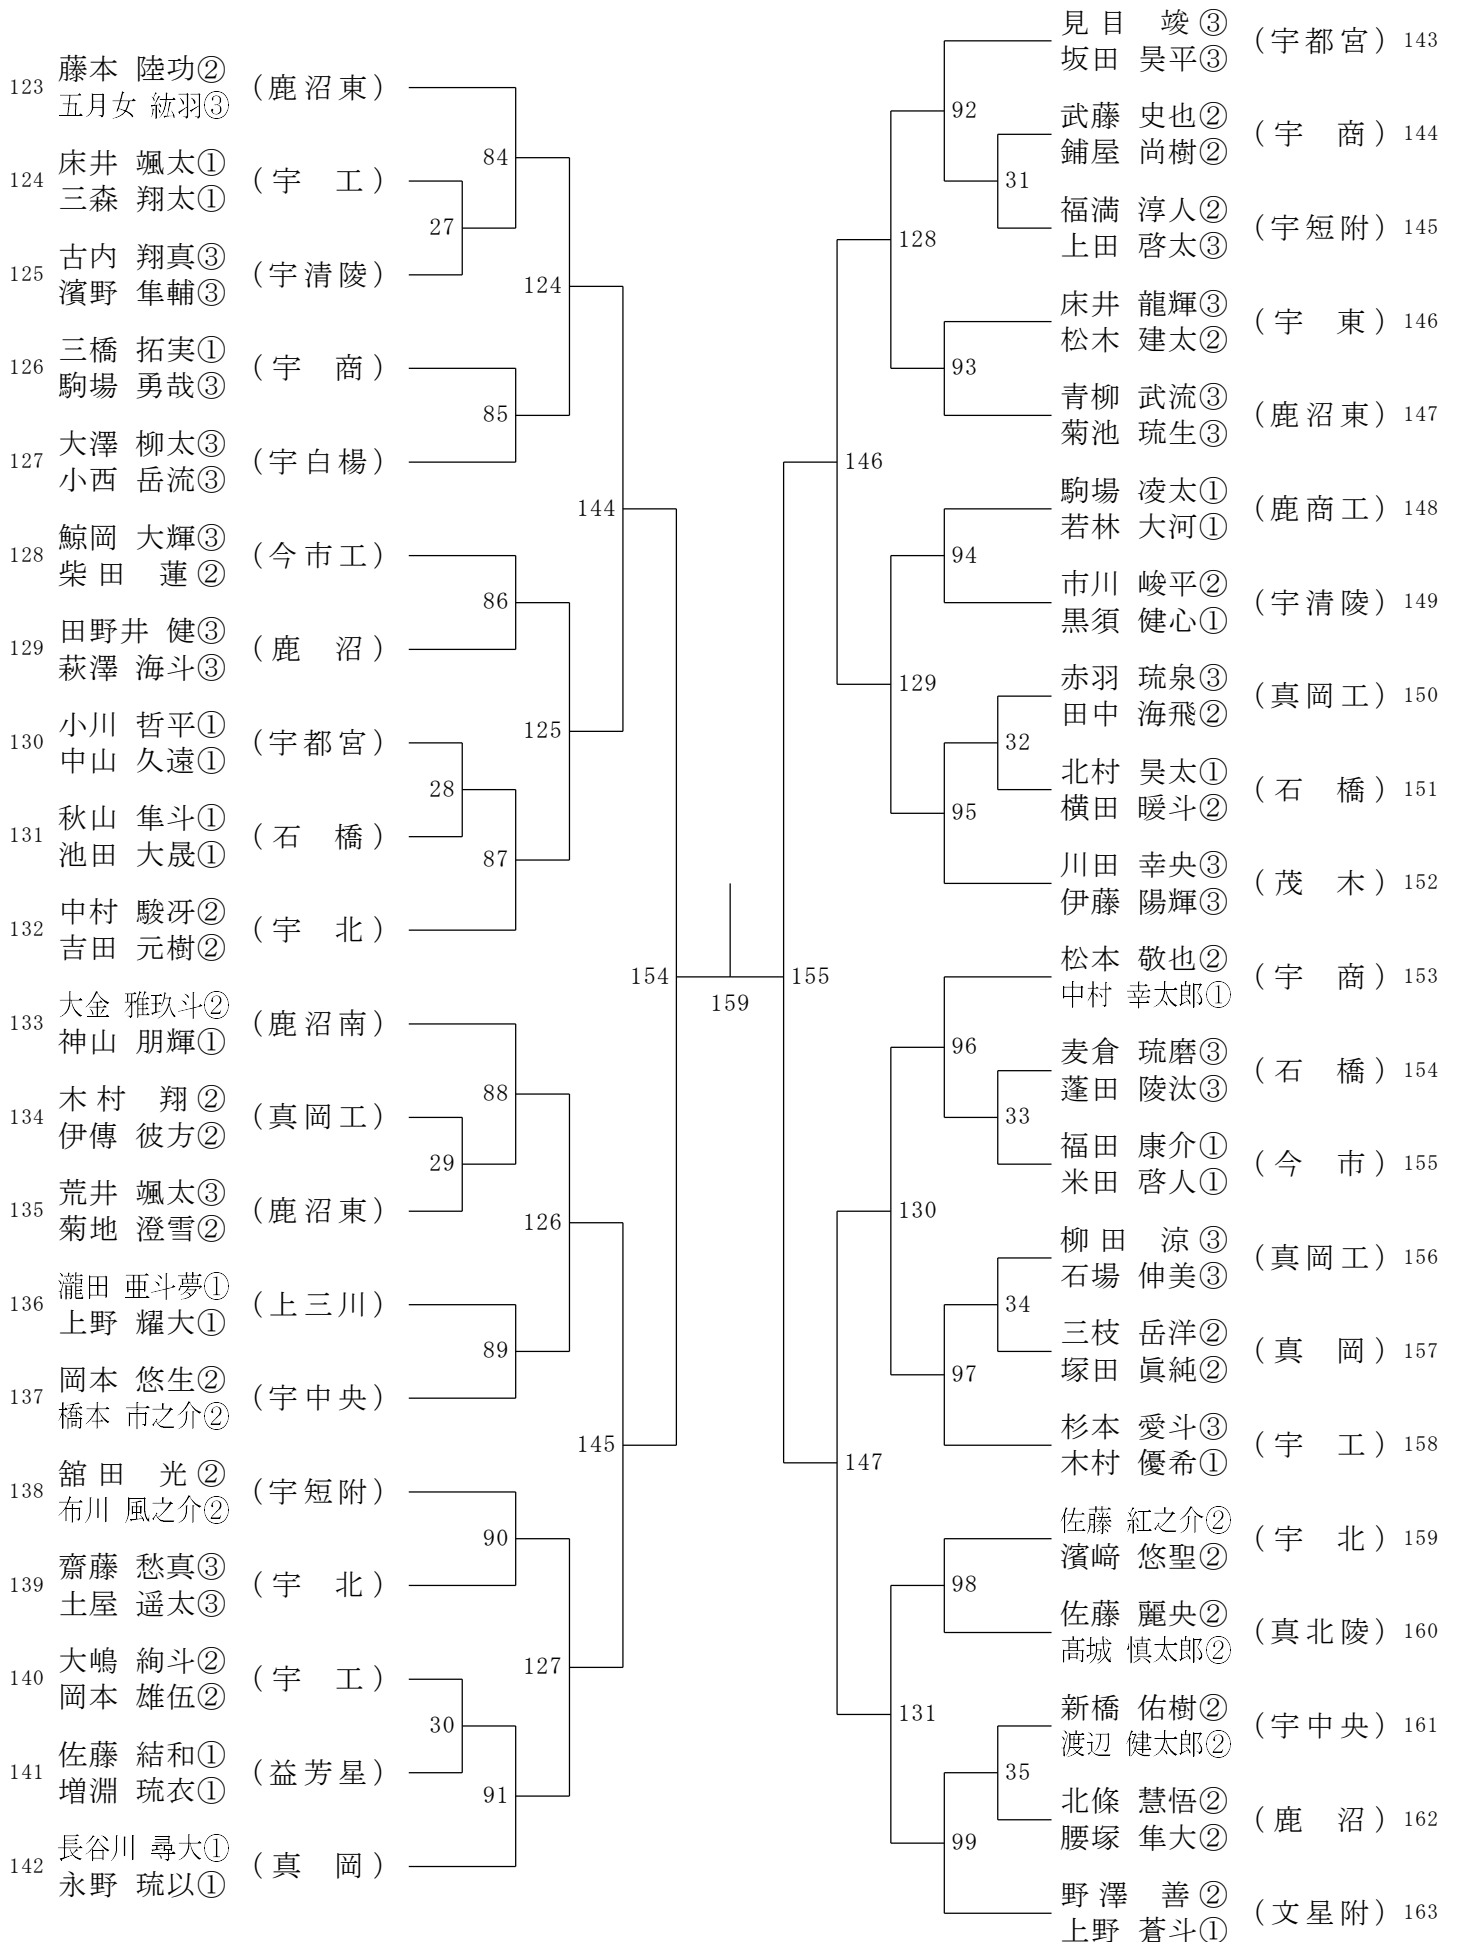 123 藤本 陸功② (鹿沼東)
五月女 紘羽③
84
124 床井 颯太① (宇 工)
三森 翔太①
27
125 古内 翔真③ (宇清陵)
濱野 隼輔③
124
126 三橋 拓実① (宇 商)
駒場 勇哉③
85
127 大澤 柳太③ (宇白楊)
小西 岳流③
144
128 鯨岡 大輝③ (今市工)
柴田 蓮②
86
129 田野井 健③ (鹿 沼)
萩澤 海斗③
125
130 小川 哲平① (宇都宮)
中山 久遠①
28
131 秋山 隼斗① (石 橋)
池田 大晟①
87
132 中村 駿冴② (宇 北)
吉田 元樹②
154
133 大金 雅玖斗② (鹿沼南)
神山 朋輝①
88
134 木村 翔② (真岡工)
伊傳 彼方②
29
135 荒井 颯太③ (鹿沼東)
菊地 澄雪②
126
136 瀧田 亜斗夢① (上三川)
上野 耀大①
89
137 岡本 悠生② (宇中央)
橋本 市之介②
145
138 舘田 光② (宇短附)
布川 風之介②
90
139 齋藤 愁真③ (宇 北)
土屋 遥太③
127
140 大嶋 絢斗② (宇 工)
岡本 雄伍②
30
141 佐藤 結和① (益芳星)
増淵 琉衣①
91
142 長谷川 尋大① (真 岡)
永野 琉以①
159
見目 竣③ (宇都宮) 143
坂田 昊平③
92
武藤 史也② (宇 商) 144
鋪屋 尚樹②
31
福満 淳人② (宇短附) 145
上田 啓太③
128
床井 龍輝③ (宇 東) 146
松木 建太②
93
青柳 武流③ (鹿沼東) 147
菊池 琉生③
146
駒場 凌太① (鹿商工) 148
若林 大河①
94
市川 峻平② (宇清陵) 149
黒須 健心①
129
赤羽 琉泉③ (真岡工) 150
田中 海飛②
32
北村 昊太① (石 橋) 151
横田 暖斗②
95
川田 幸央③ (茂 木) 152
伊藤 陽輝③
155
松本 敬也② (宇 商) 153
中村 幸太郎①
96
麦倉 琉磨③ (石 橋) 154
蓬田 陵汰③
33
福田 康介① (今 市) 155
米田 啓人①
130
柳田 涼③ (真岡工) 156
石場 伸美③
34
三枝 岳洋② (真 岡) 157
塚田 眞純②
97
杉本 愛斗③ (宇 工) 158
木村 優希①
147
佐藤 紅之介② (宇 北) 159
濱﨑 悠聖②
98
佐藤 麗央② (真北陵) 160
髙城 慎太郎②
131
新橋 佑樹② (宇中央) 161
渡辺 健太郎②
35
北條 慧悟② (鹿 沼) 162
腰塚 隼大②
99
野澤 善② (文星附) 163
上野 蒼斗①